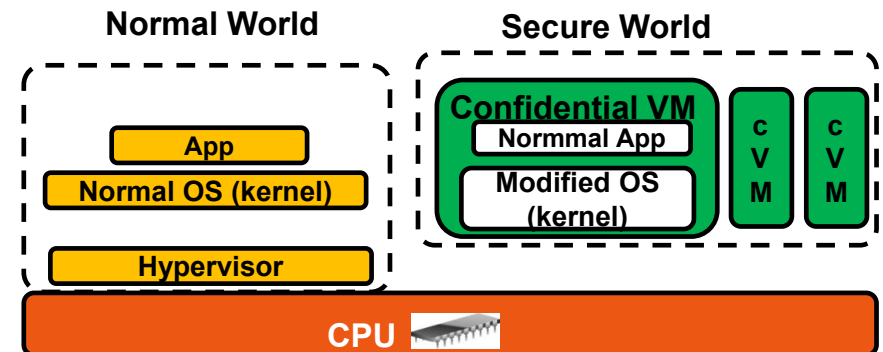 Normal World
Secure World
App
Normal OS (kernel)
Hypervisor
Confidential VM
Normmal App
Modified OS
(kernel)
c
V
M
c
V
M
CPU